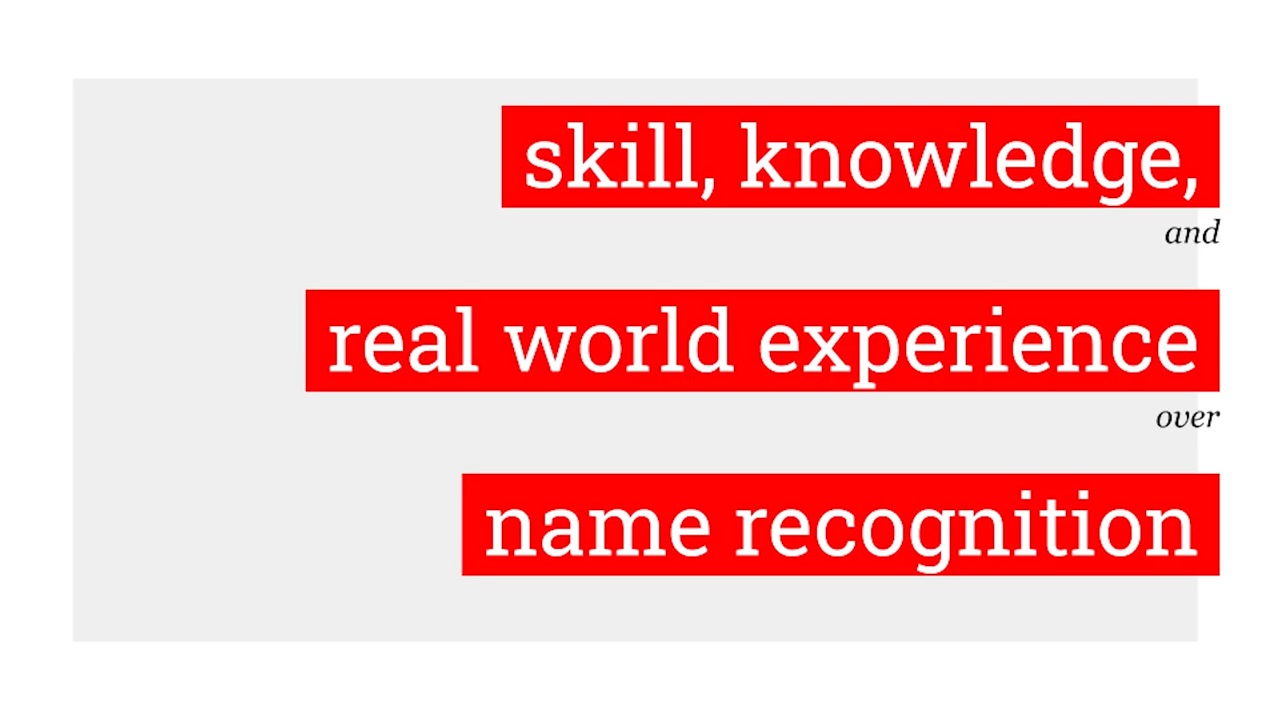 skill, knowledge,
and
real world experience
over
name recognition